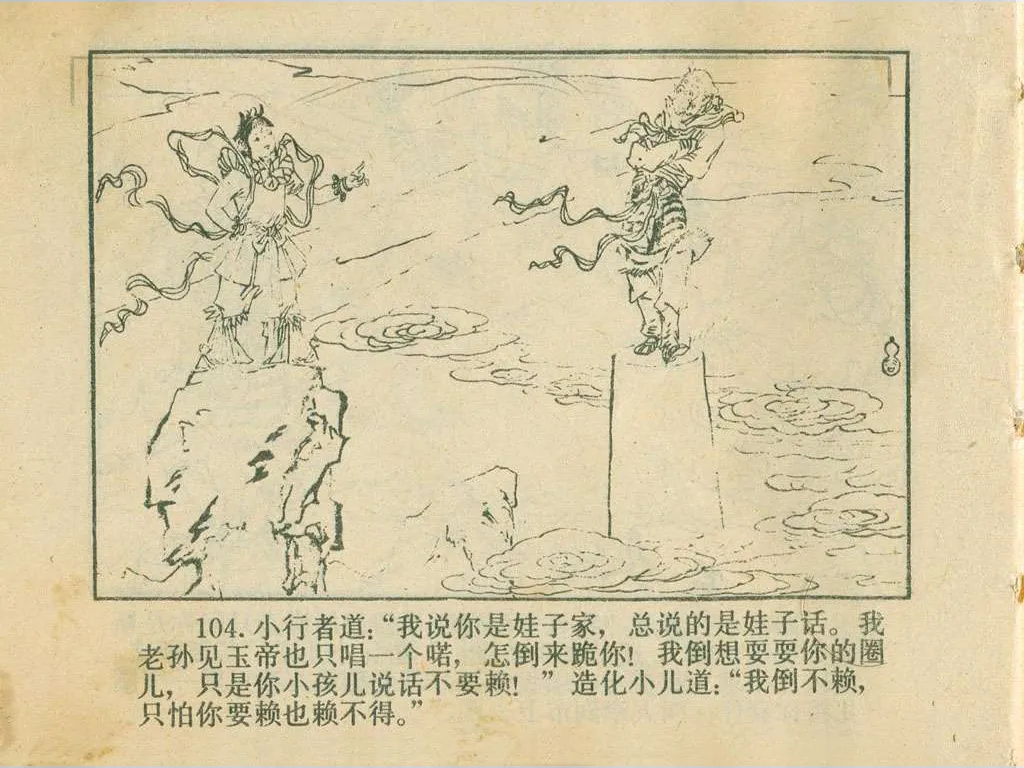 104. 小行者道：“我说你是娃子家，总说的是娃子话。我
老孙见玉帝也只唱一个喏，怎倒来跪你！我倒想耍耍你的圈
儿，只是你小孩儿说话不要赖！”造化小儿道：“我倒不赖，
只怕你要赖也赖不得。”